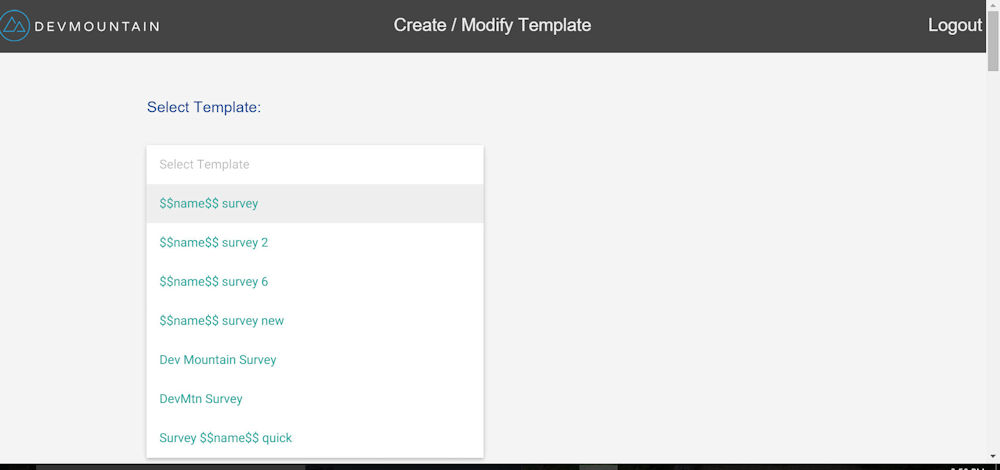 DEVMOUNTAIN
Create / Modify Template
Logout
Select Template:
Select Template
$$name$$ survey
$$name$$ survey 2
$$name$$ survey 6
$$name$$ survey new
Dev Mountain Survey
DevMtn Survey
Survey $$name$$ quick